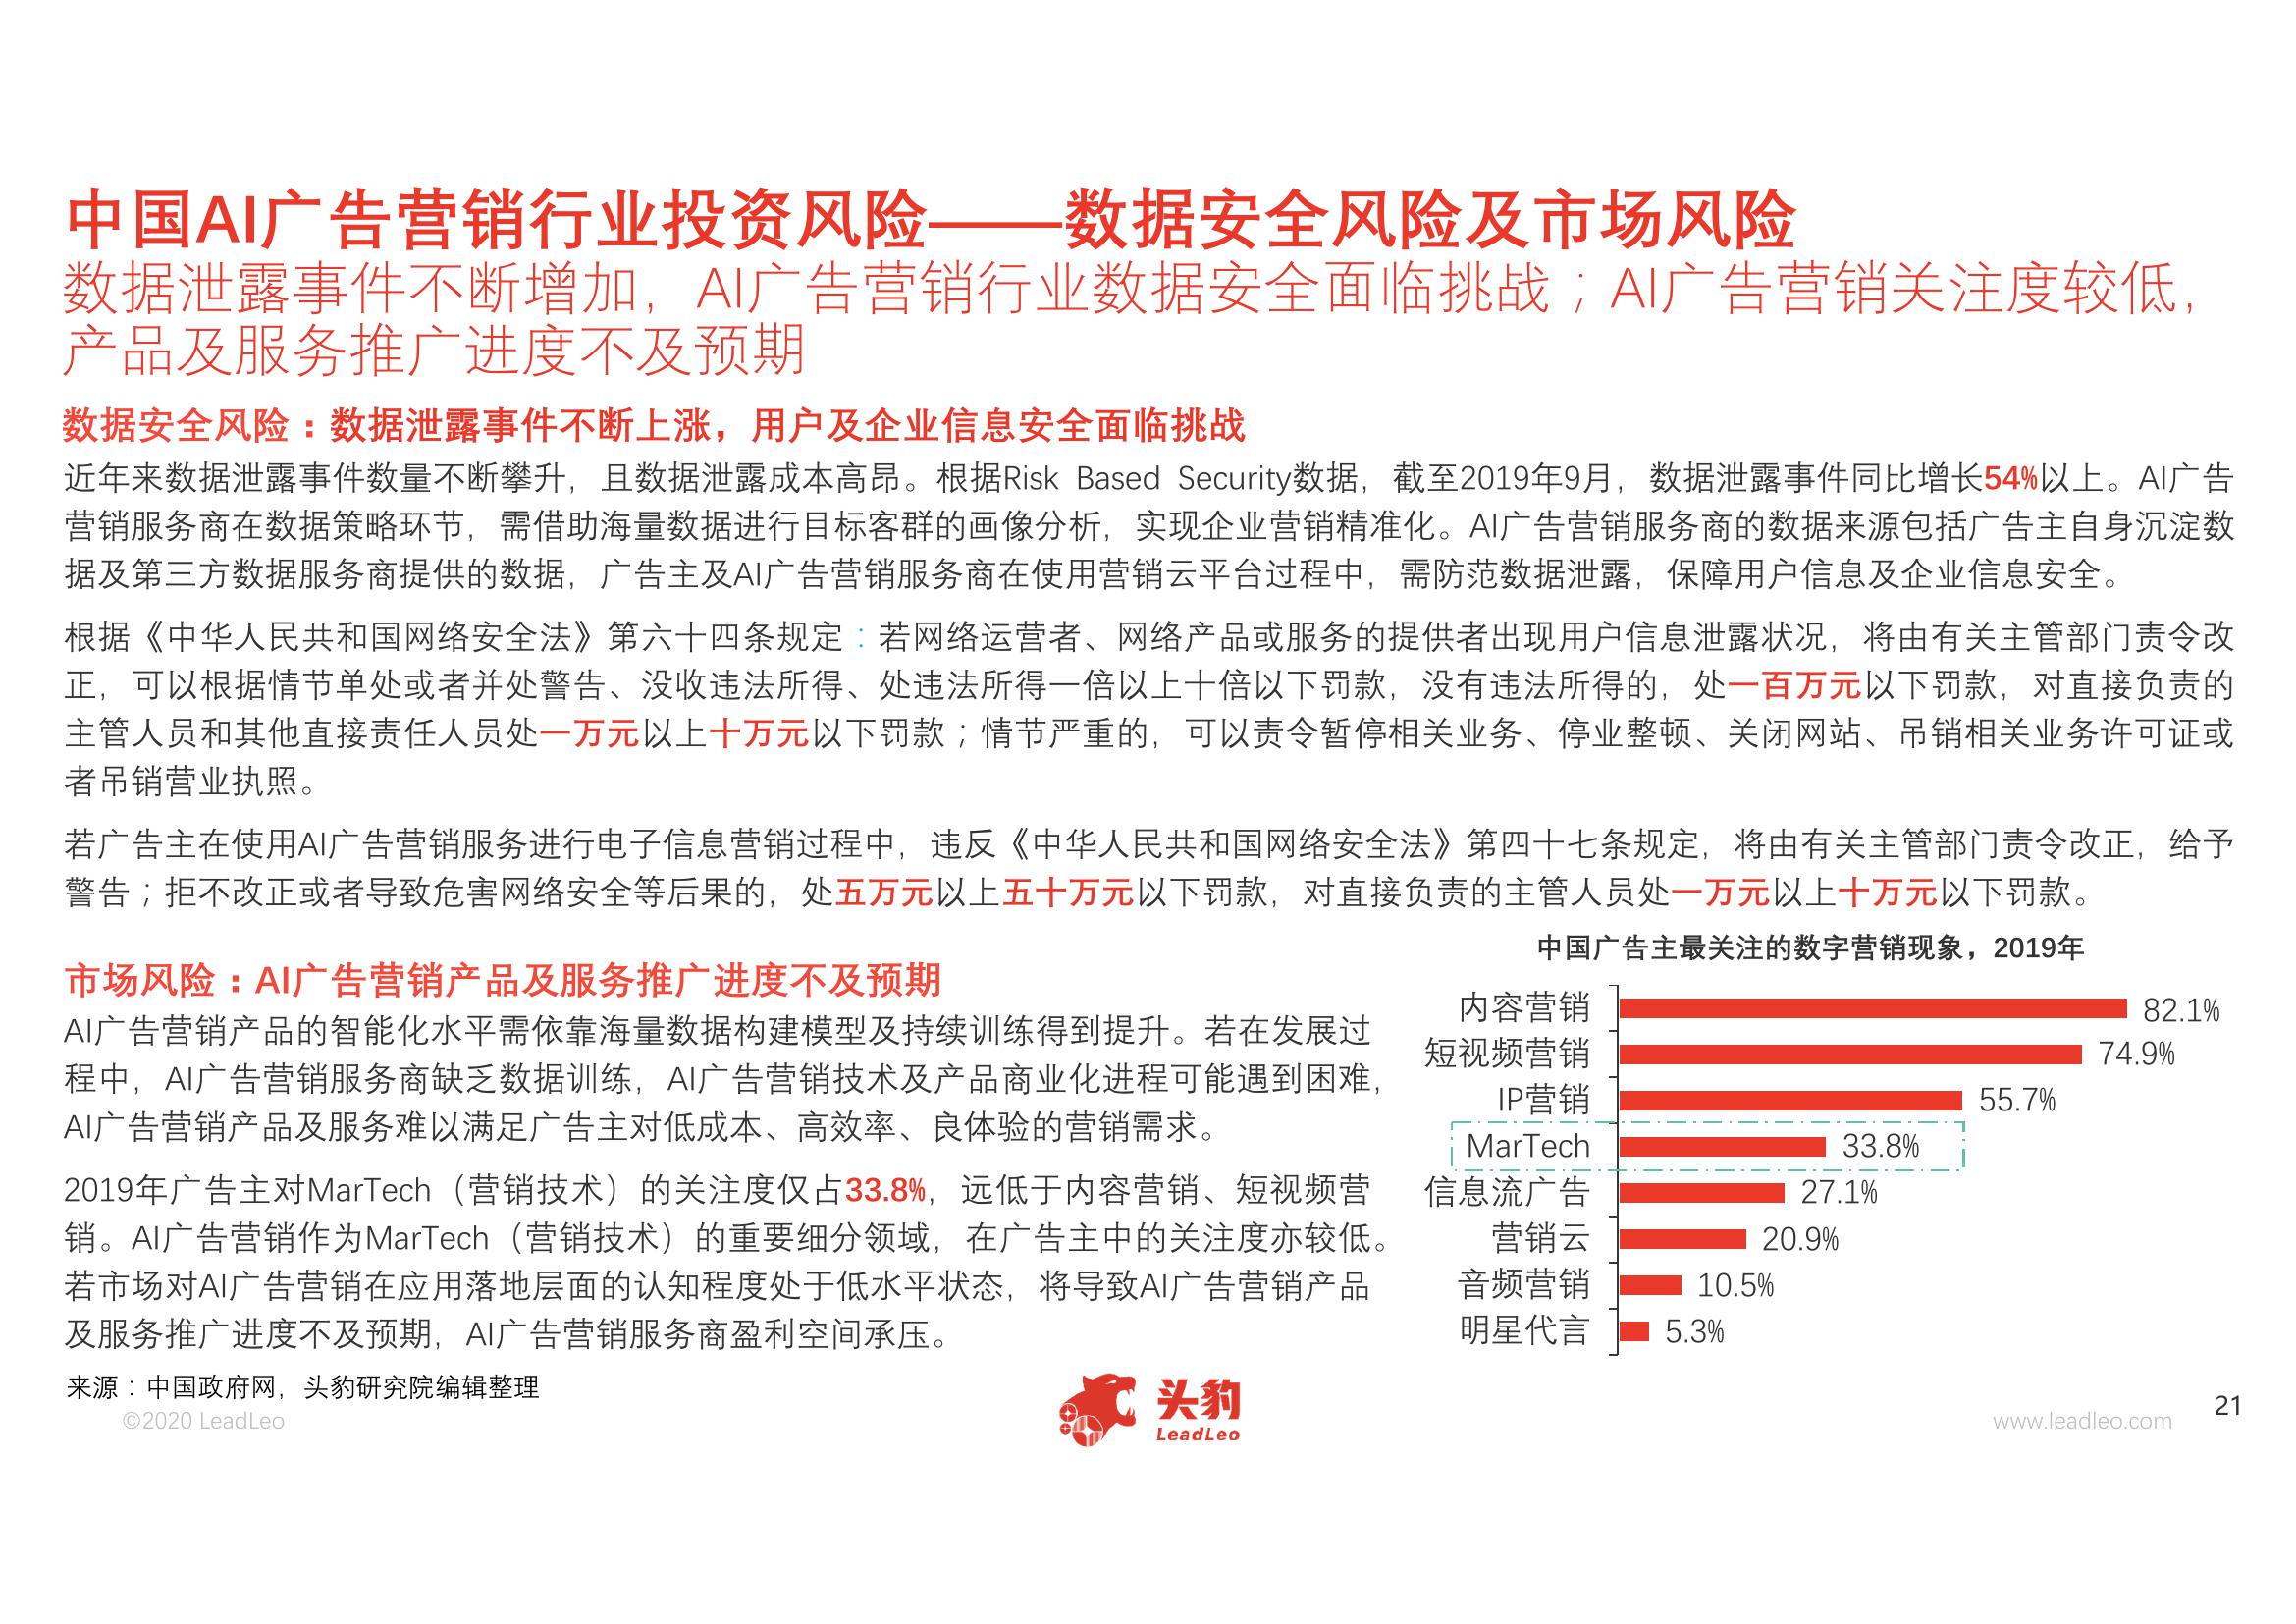 中国AI广告营销行业投资风险——数据安全风险及市场风险
数据泄露事件不断增加，AI广告营销行业数据安全面临挑战；AI广告营销关注度较低，
产品及服务推广进度不及预期
数据安全风险：数据泄露事件不断上涨，用户及企业信息安全面临挑战
近年来数据泄露事件数量不断攀升，且数据泄露成本高昂。根据Risk Based Security数据，截至2019年9月，数据泄露事件同比增长54%以上。AI广告
营销服务商在数据策略环节，需借助海量数据进行目标客群的画像分析，实现企业营销精准化。AI广告营销服务商的数据来源包括广告主自身沉淀数
据及第三方数据服务商提供的数据，广告主及AI广告营销服务商在使用营销云平台过程中，需防范数据泄露，保障用户信息及企业信息安全。
根据《中华人民共和国网络安全法》第六十四条规定：若网络运营者、网络产品或服务的提供者出现用户信息泄露状况，将由有关主管部门责令改
正，可以根据情节单处或者并处警告、没收违法所得、处违法所得一倍以上十倍以下罚款，没有违法所得的，处一百万元以下罚款，对直接负责的
主管人员和其他直接责任人员处一万元以上十万元以下罚款；情节严重的，可以责令暂停相关业务、停业整顿、关闭网站、吊销相关业务许可证或
者吊销营业执照。
若广告主在使用AI广告营销服务进行电子信息营销过程中，违反《中华人民共和国网络安全法》第四十七条规定，将由有关主管部门责令改正，给予
警告；拒不改正或者导致危害网络安全等后果的，处五万元以上五十万元以下罚款，对直接负责的主管人员处一万元以上十万元以下罚款。
市场风险：AI广告营销产品及服务推广进度不及预期
AI广告营销产品的智能化水平需依靠海量数据构建模型及持续训练得到提升。若在发展过
程中，AI广告营销服务商缺乏数据训练，AI广告营销技术及产品商业化进程可能遇到困难，
AI广告营销产品及服务难以满足广告主对低成本、高效率、良体验的营销需求。
2019年广告主对MarTech（营销技术）的关注度仅占33.8%，远低于内容营销、短视频营
销。AI广告营销作为MarTech（营销技术）的重要细分领域，在广告主中的关注度亦较低。
若市场对AI广告营销在应用落地层面的认知程度处于低水平状态，将导致AI广告营销产品
及服务推广进度不及预期，AI广告营销服务商盈利空间承压。
中国广告主最关注的数字营销现象，2019年
内容营销 82.1%
短视频营销 74.9%
IP营销 55.7%
MarTech 33.8%
信息流广告 27.1%
营销云 20.9%
音频营销 10.5%
明星代言 5.3%
来源：中国政府网，头豹研究院编辑整理
©2020 LeadLeo
头豹
LeadLeo
www.leadleo.com
21